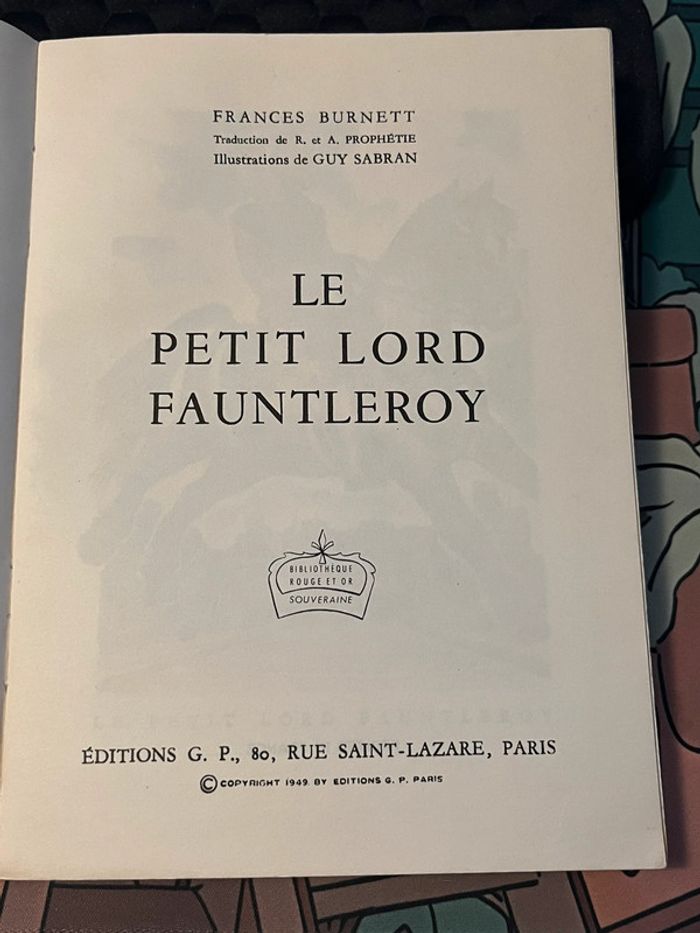 FRANCES BURNETT
Traduction de R. et A. PROPHÉTIE
Illustrations de GUY SABRAN
LE
PETIT LORD
FAUNTLEROY
BIBLIOTHÈQUE
ROUGE ET OR
SOUVERAINE
ÉDITIONS G. P., 80, RUE SAINT-LAZARE, PARIS
© COPYRIGHT 1949 BY EDITIONS G. P. PARIS